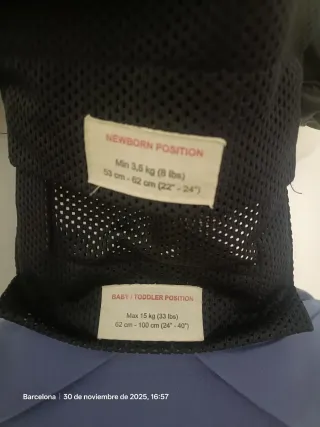 NEWBORN POSITION
Min 3,6 kg (8 lbs)
53 cm - 62 cm (22" - 24")
BABY / TODDLER POSITION
Max 15 kg (33 lbs)
62 cm - 100 cm (24" - 40")
Barcelona | 30 de noviembre de 2025, 16:57